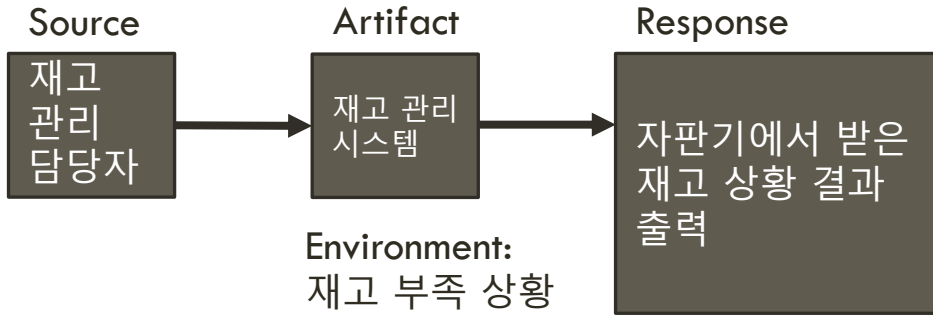 Source
재고
관리
담당자
Artifact
재고 관리
시스템
Environment:
재고 부족 상황
Response
자판기에서 받은
재고 상황 결과
출력